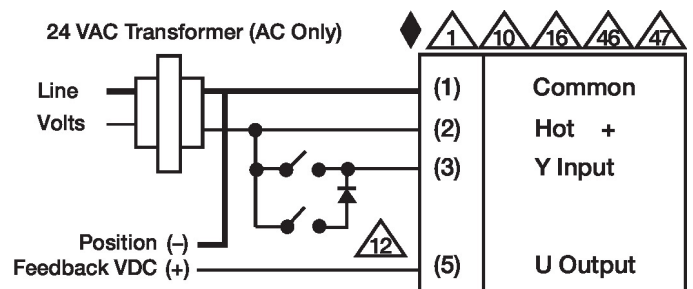 24 VAC Transformer (AC Only)
1 10 16 46 47
Line
Volts
(1) Common
(2) Hot +
(3) Y Input
12
Position (–)
Feedback VDC (+)
(5) U Output